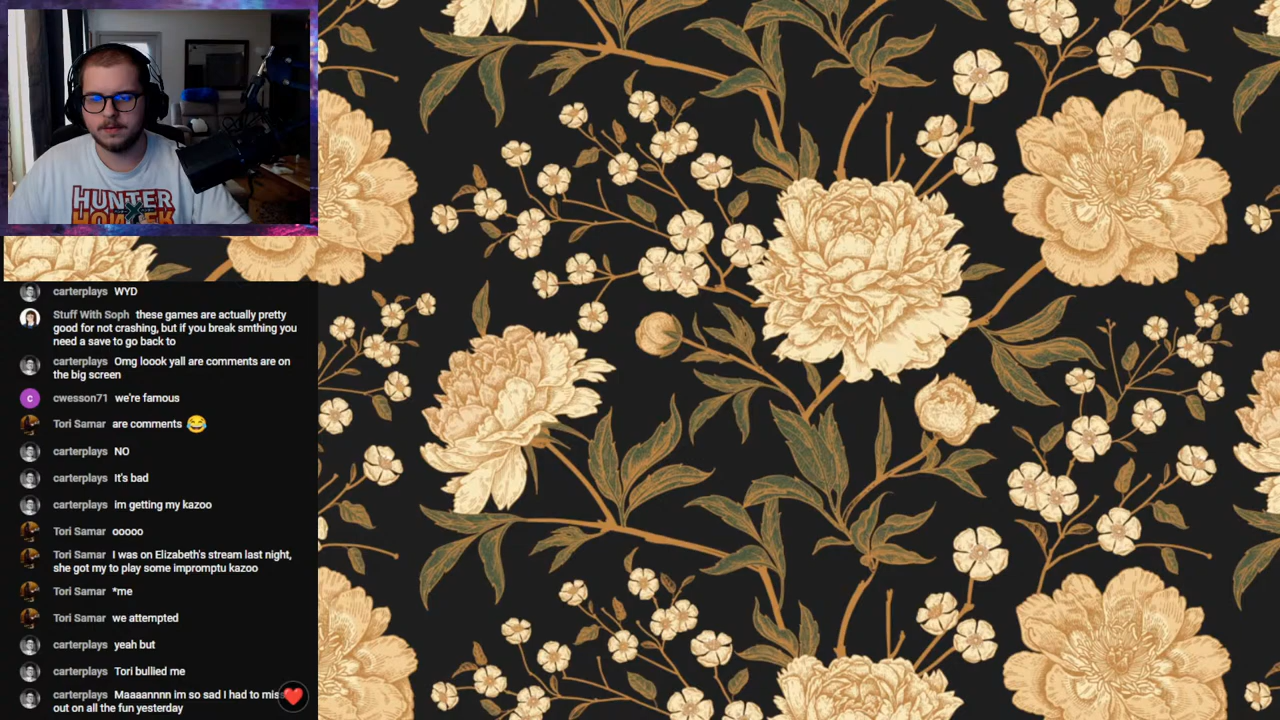 HUNTER
HUNTER
carterplays WYD
Stuff With Soph these games are actually pretty
good for not crashing, but if you break smthing you
need a save to go back to
carterplays Omg loook yall are comments are on
the big screen
c cwesson71 we're famous
Tori Samar are comments 😂
carterplays NO
carterplays It's bad
carterplays Im getting my kazoo
Tori Samar ooooo
Tori Samar I was on Elizabeth's stream last night,
she got my to play some impromptu kazoo
Tori Samar *me
Tori Samar we attempted
carterplays yeah but
carterplays Tori bullied me
carterplays Maaaannnn im so sad I had to mis
out on all the fun yesterday